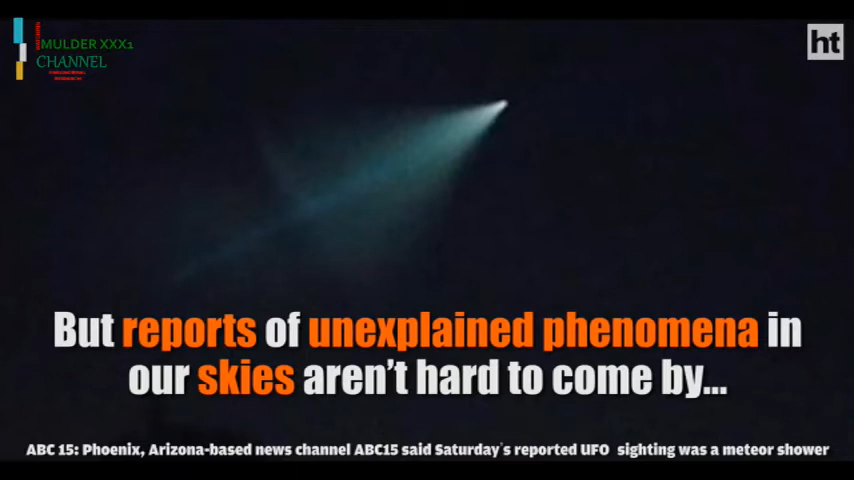 MULDER XXX1
CHANNEL
ht
But reports of unexplained phenomena in
our skies aren't hard to come by...
ABC 15: Phoenix, Arizona-based news channel ABC15 said Saturday's reported UFO sighting was a meteor shower